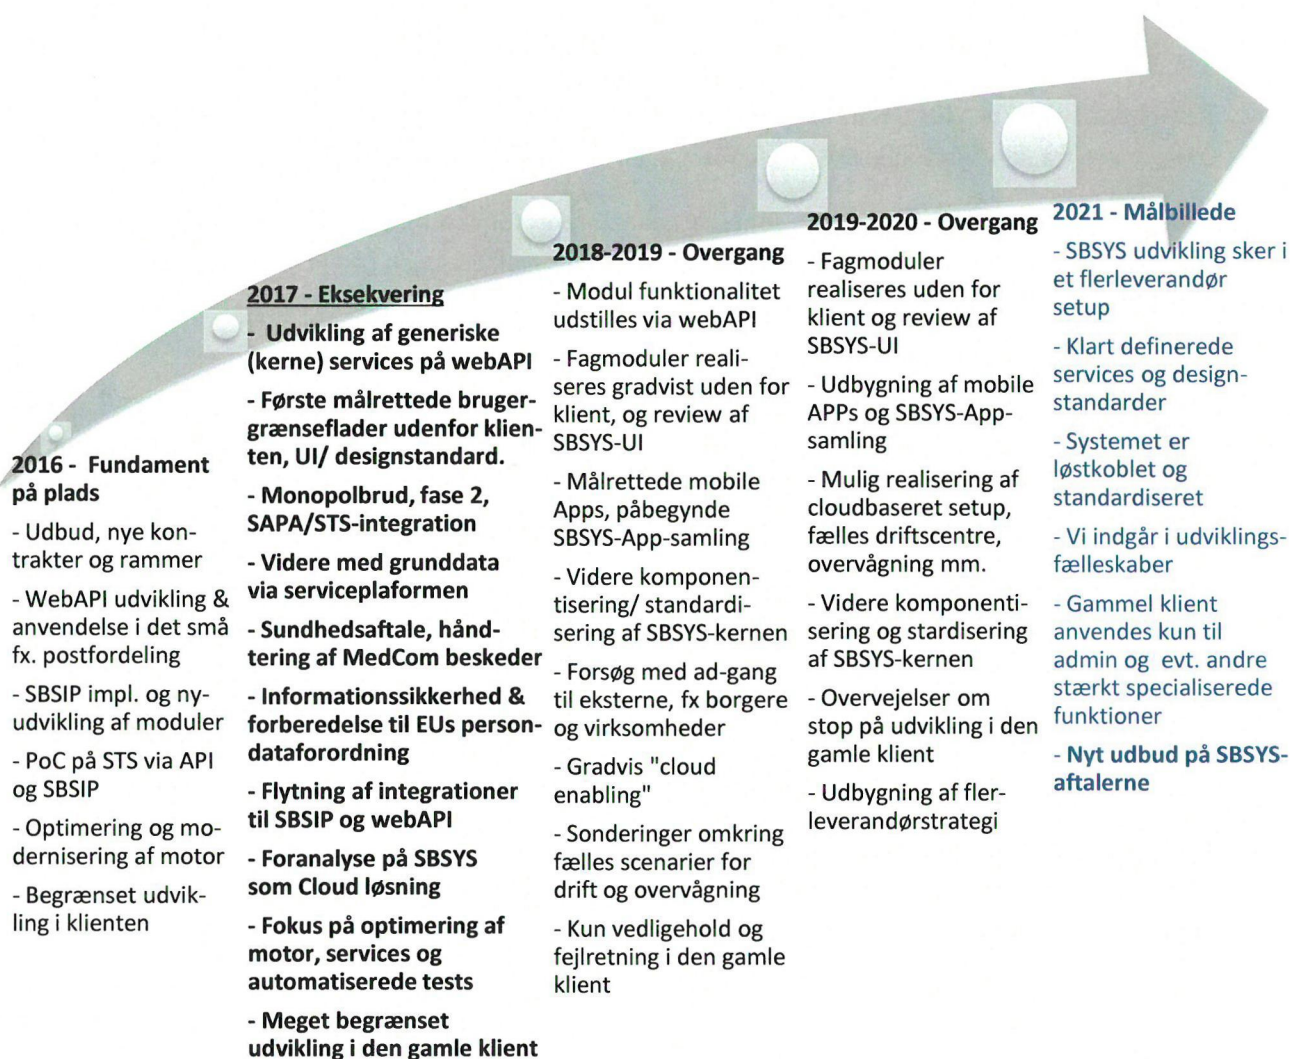 2016 -  Fundament
på plads
- Udbud, nye kon-
trakter og rammer
- WebAPI udvikling &
anvendelse i det små
fx. postfordeling
- SBSIP impl. og ny-
udvikling af moduler
- PoC på STS via API
og SBSIP
- Optimering og mo-
dernisering af motor
- Begrænset udvik-
ling i klienten
2017 - Eksekvering
-  Udvikling af generiske
(kerne) services på webAPI
- Første målrettede bruger-
grænseflader udenfor klien-
ten, UI/ designstandard.
- Monopolbrud, fase 2,
SAPA/STS-integration
- Videre med grunddata
via serviceplaformen
- Sundhedsaftale, hånd-
tering af MedCom beskeder
- Informationssikkerhed &
forberedelse til EUs person-
dataforordning
- Flytning af integrationer
til SBSIP og webAPI
- Foranalyse på SBSYS
som Cloud løsning
- Fokus på optimering af
motor, services og
automatiserede tests
- Meget begrænset
udvikling i den gamle klient
2018-2019 - Overgang
- Modul funktionalitet
udstilles via webAPI
- Fagmoduler reali-
seres gradvist uden for
klient, og review af
SBSYS-UI
- Målrettede mobile
Apps, påbegynde
SBSYS-App-samling
- Videre komponen-
tisering/ standardi-
sering af SBSYS-kernen
- Forsøg med ad-gang
til eksterne, fx borgere
og virksomheder
- Gradvis "cloud
enabling"
- Sonderinger omkring
fælles scenarier for
drift og overvågning
- Kun vedligehold og
fejlretning i den gamle
klient
2019-2020 - Overgang
- Fagmoduler
realiseres uden for
klient og review af
SBSYS-UI
- Udbygning af mobile
APPs og SBSYS-App-
samling
- Mulig realisering af
cloudbaseret setup,
fælles driftscentre,
overvågning mm.
- Videre komponenti-
sering og stardisering
af SBSYS-kernen
- Overvejelser om
stop på udvikling i den
gamle klient
- Udbygning af fler-
leverandørstrategi
2021 - Målbillede
- SBSYS udvikling sker i
et flerleverandør
setup
- Klart definerede
services og design-
standarder
- Systemet er
løstkoblet og
standardiseret
- Vi indgår i udviklings-
fælleskaber
- Gammel klient
anvendes kun til
admin og  evt. andre
stærkt specialiserede
funktioner
- Nyt udbud på SBSYS-
aftalerne